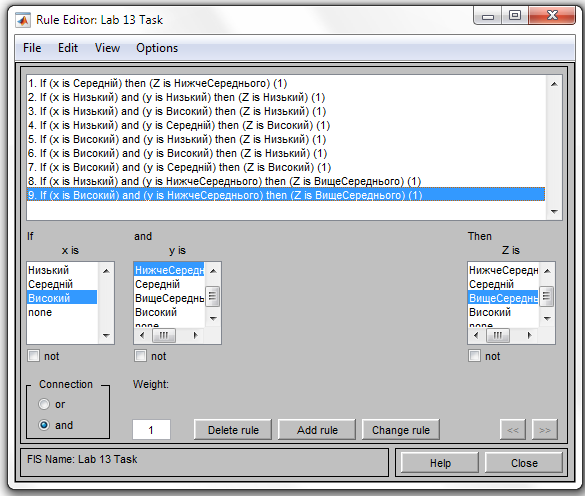 Rule Editor: Lab 13 Task
File Edit View Options
1. If (x is Середній) then (Z is НижчеСереднього) (1)
2. If (x is Низький) and (y is Низький) then (Z is Низький) (1)
3. If (x is Низький) and (y is Високий) then (Z is Низький) (1)
4. If (x is Низький) and (y is Середній) then (Z is Високий) (1)
5. If (x is Високий) and (y is Низький) then (Z is Низький) (1)
6. If (x is Високий) and (y is Високий) then (Z is Низький) (1)
7. If (x is Високий) and (y is Середній) then (Z is Високий) (1)
8. If (x is Низький) and (y is НижчеСереднього) then (Z is ВищеСереднього) (1)
9. If (x is Високий) and (y is НижчеСереднього) then (Z is ВищеСереднього) (1)
If and Then
x is y is Z is
Низький НижчеСередн НижчеСередн
Середній Середній Середній
Високий ВищеСередны ВищеСередны
none Високий Високий
none none
not not not
Connection Weight:
or
and 1 Delete rule Add rule Change rule << >>
FIS Name: Lab 13 Task Help Close